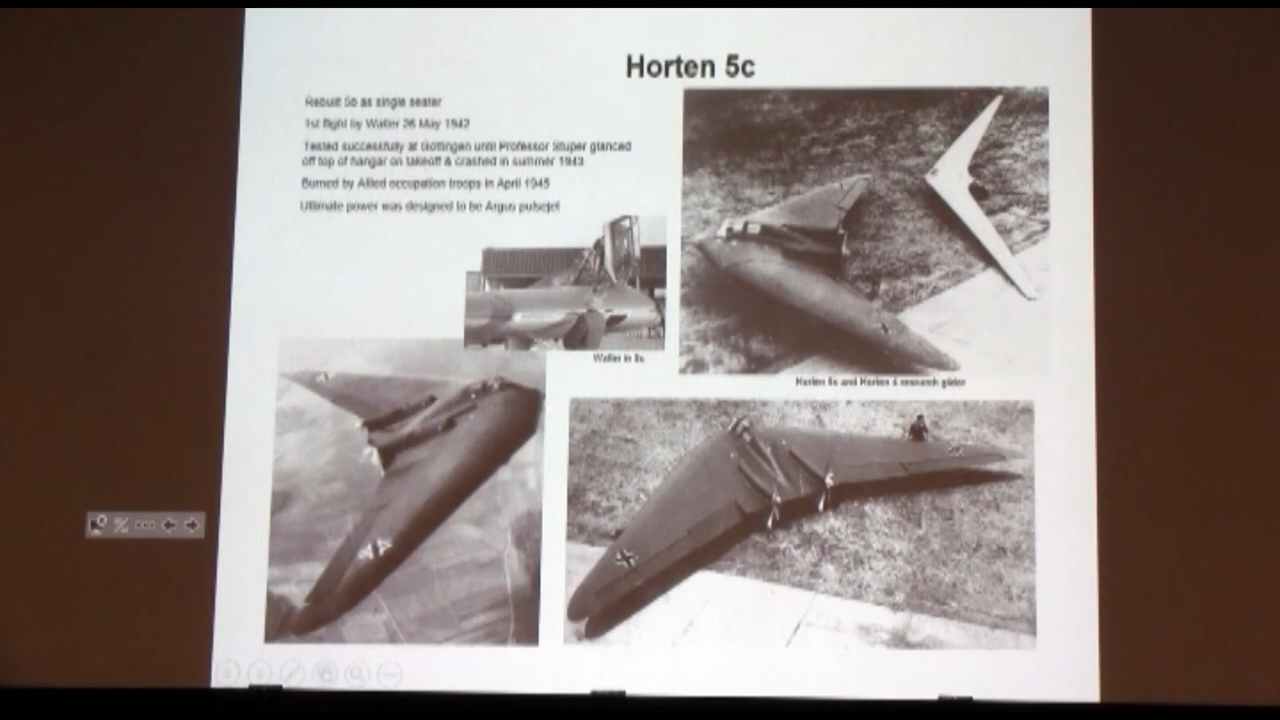 Horten 5c
Rebuilt 5b as single seater
1st flight by Walter 26 May 1942
Tested successfully at Gottingen until Professor Stuper glanced
off top of hangar on takeoff & crashed in summer 1943
Burned by Allied occupation troops in April 1945
Ultimate power was designed to be Argus pulsejet
Walter in 5c
Horten 5c and Horten 4 research glider